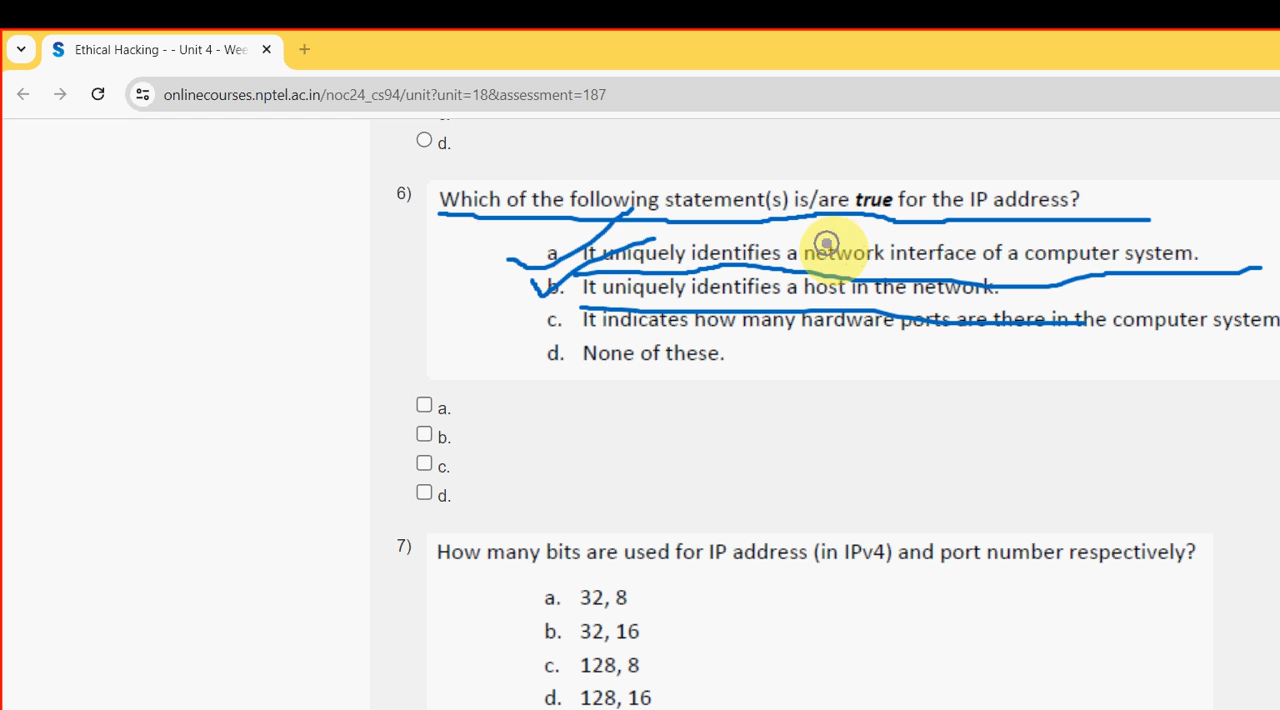 Ethical Hacking - - Unit 4 - Wee
onlinecourses.nptel.ac.in/noc24_cs94/unit?unit=18&assessment=187
d.
6) Which of the following statement(s) is/are true for the IP address?
a. It uniquely identifies a network interface of a computer system.
b. It uniquely identifies a host in the network.
c. It indicates how many hardware ports are there in the computer system
d. None of these.
a.
b.
c.
d.
7) How many bits are used for IP address (in IPv4) and port number respectively?
a. 32, 8
b. 32, 16
c. 128, 8
d. 128, 16